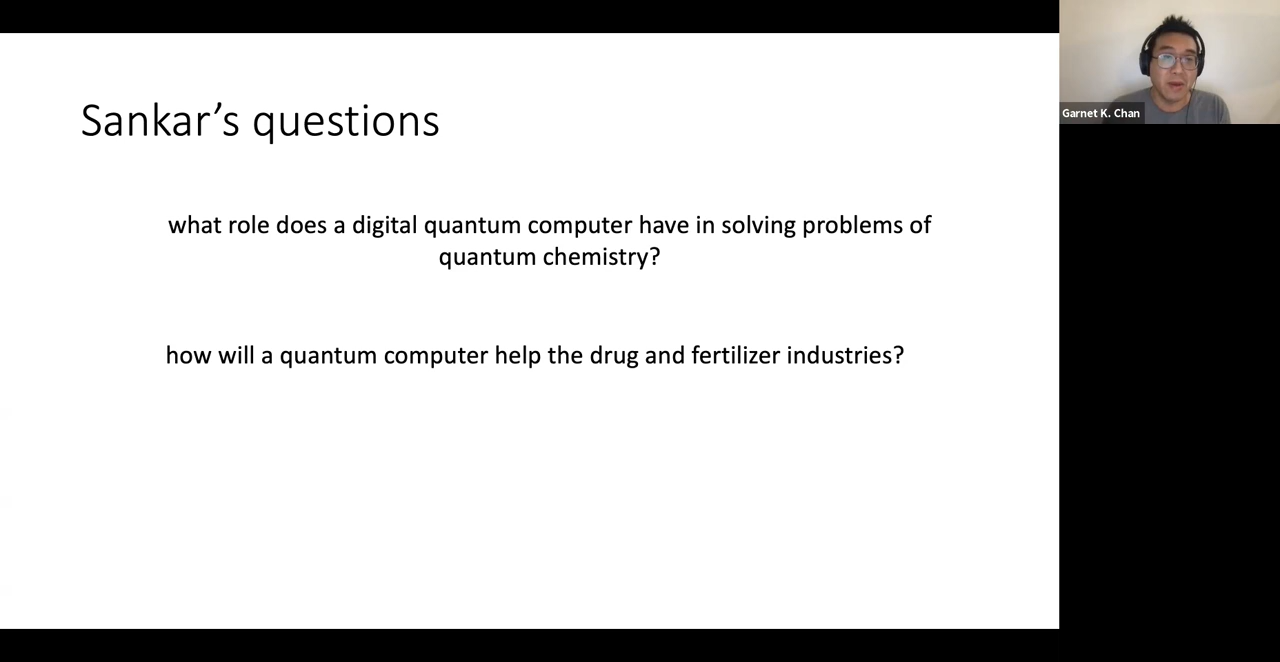 Sankar’s questions
what role does a digital quantum computer have in solving problems of
quantum chemistry?
how will a quantum computer help the drug and fertilizer industries?
Garnet K. Chan